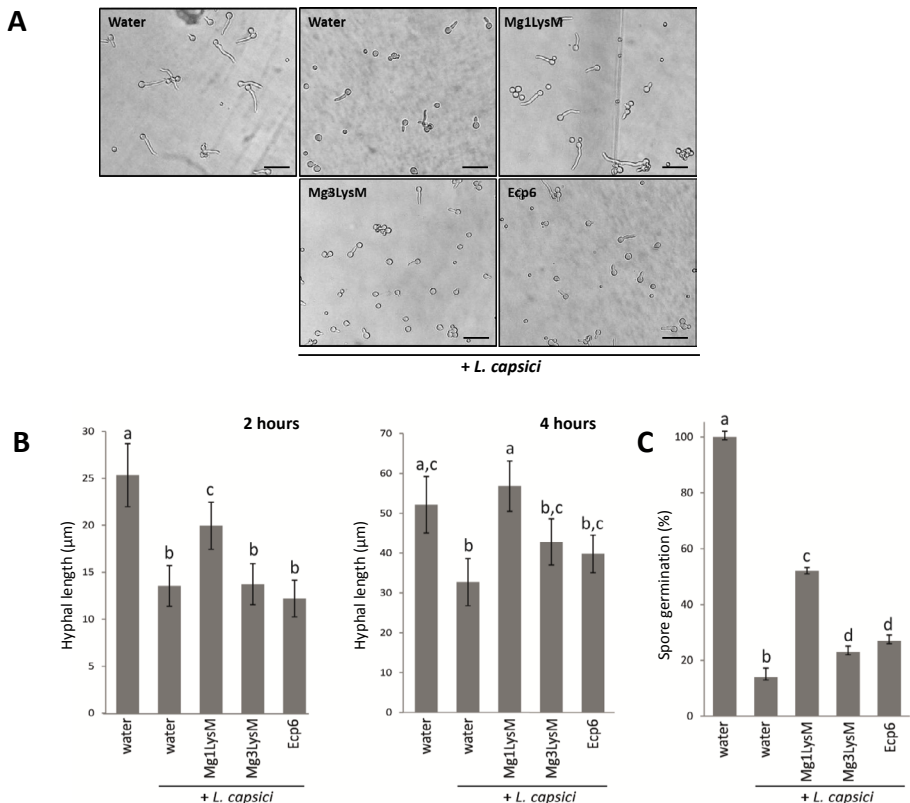 A
Water
Water
Mg1LysM
Mg3LysM
Ecp6
+ L. capsici
B
2 hours
Hyphal length (µm)
30
25
20
15
10
5
0
a
b
c
b
b
water
water
Mg1LysM
Mg3LysM
Ecp6
+ L. capsici
4 hours
Hyphal length (µm)
70
60
50
40
30
20
10
0
a,c
b
a
b,c
b,c
water
water
Mg1LysM
Mg3LysM
Ecp6
+ L. capsici
C
Spore germination (%)
100
80
60
40
20
0
a
b
c
d
d
water
water
Mg1LysM
Mg3LysM
Ecp6
+ L. capsici